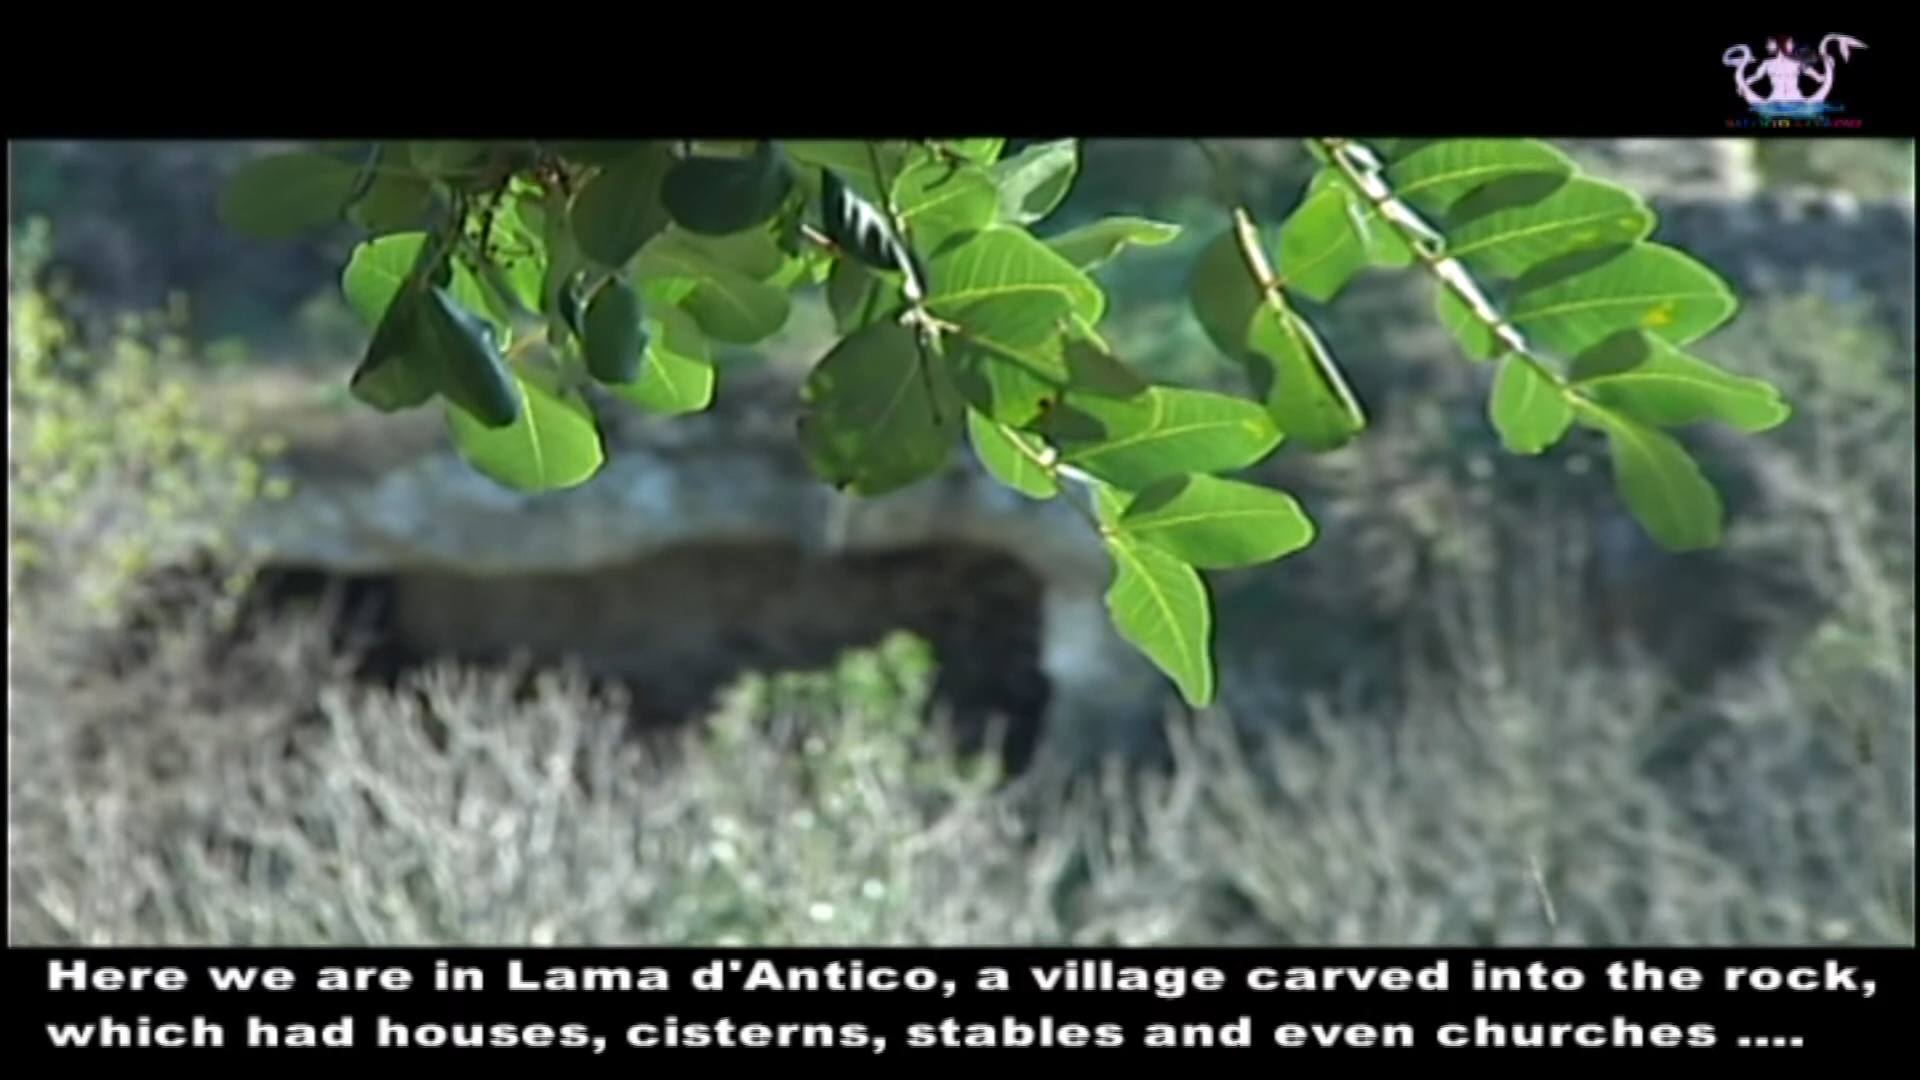 Here we are in Lama d'Antico, a village carved into the rock,
which had houses, cisterns, stables and even churches ....